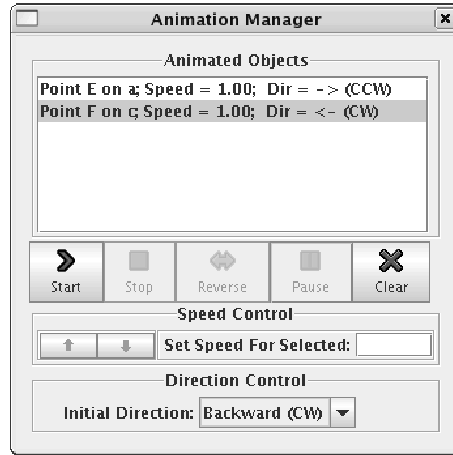 Animation Manager
Animated Objects
Point E on a; Speed = 1.00; Dir = -> (CCW)
Point F on c; Speed = 1.00; Dir = <- (CW)
Start Stop Reverse Pause Clear
Speed Control
Set Speed For Selected:
Direction Control
Initial Direction: Backward (CW)